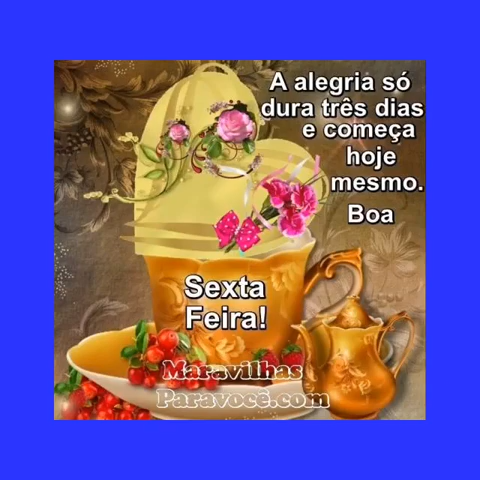 A alegria só
dura três dias
e começa
hoje
mesmo.
Boa
Sexta
Feira!
Maravilhas
Paravoce.com